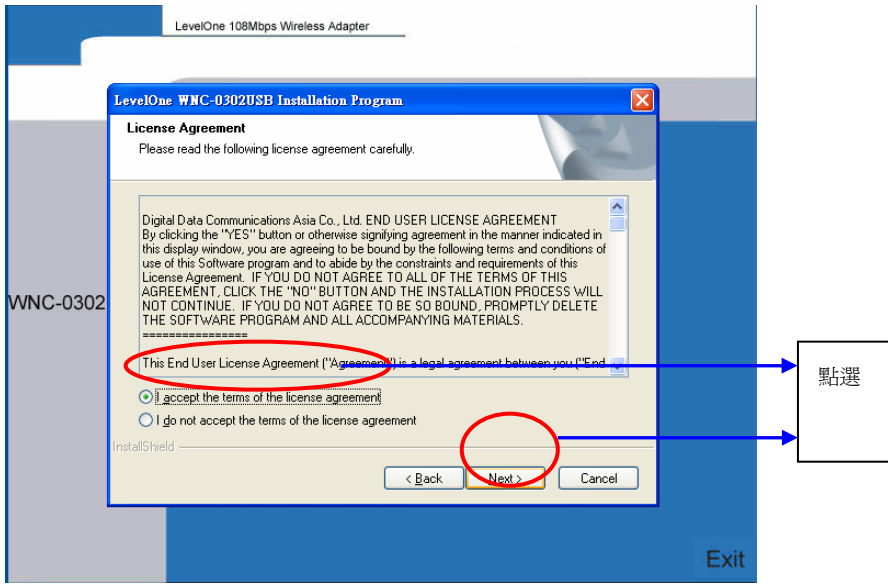 LevelOne 108Mbps Wireless Adapter
LevelOne WNC-0302USB Installation Program
License Agreement
Please read the following license agreement carefully.
Digital Data Communications Asia Co., Ltd. END USER LICENSE AGREEMENT
By clicking the "YES" button or otherwise signifying agreement in the manner indicated in
this display window, you are agreeing to be bound by the following terms and conditions of
use of this Software program and to abide by the constraints and requirements of this
License Agreement. IF YOU DO NOT AGREE TO ALL OF THE TERMS OF THIS
AGREEMENT, CLICK THE "NO" BUTTON AND THE INSTALLATION PROCESS WILL
NOT CONTINUE. IF YOU DO NOT AGREE TO BE SO BOUND, PROMPTLY DELETE
THE SOFTWARE PROGRAM AND ALL ACCOMPANYING MATERIALS.
================
This End User License Agreement ("Agreement") is a legal agreement between you ("End
WNC-0302
點選
I accept the terms of the license agreement
I do not accept the terms of the license agreement
InstallShield
< Back
Next >
Cancel
Exit